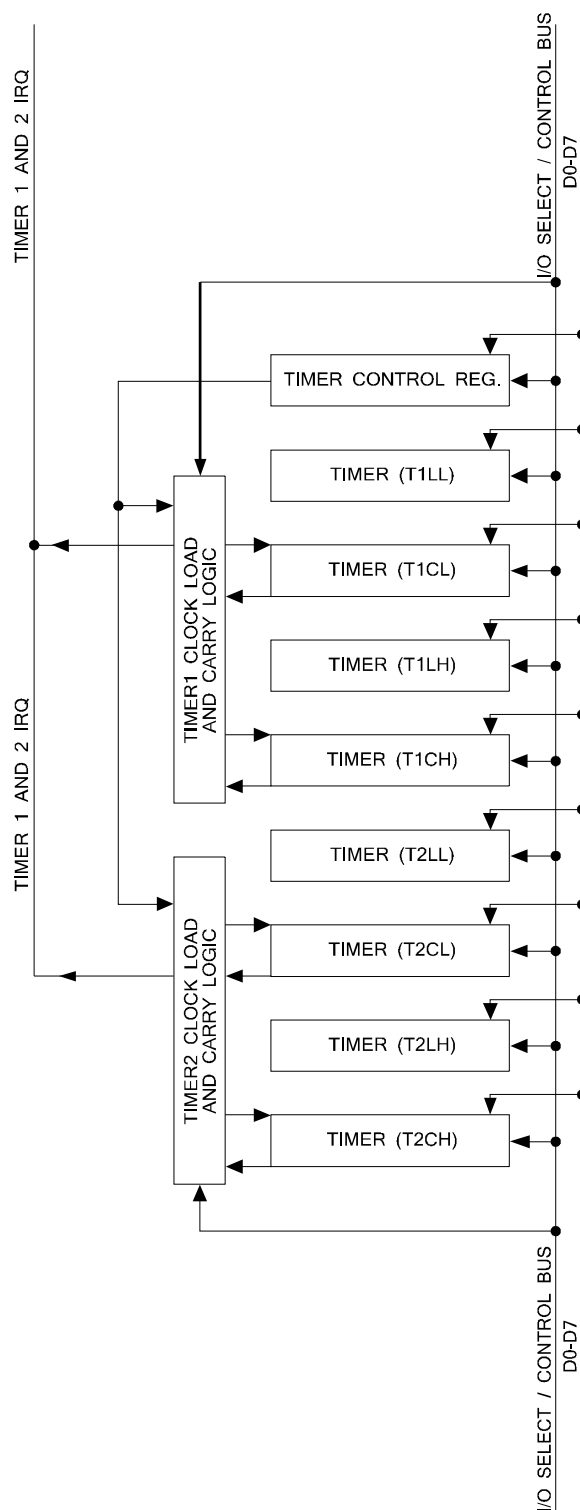 TIMER 1 AND 2 IRQ
I/O SELECT / CONTROL BUS
D0-D7
TIMER CONTROL REG.
TIMER (T1LL)
TIMER1 CLOCK LOAD
AND CARRY LOGIC
TIMER (T1CL)
TIMER (T1LH)
TIMER (T1CH)
TIMER 1 AND 2 IRQ
TIMER (T2LL)
TIMER2 CLOCK LOAD
AND CARRY LOGIC
TIMER (T2CL)
TIMER (T2LH)
TIMER (T2CH)
I/O SELECT / CONTROL BUS
D0-D7